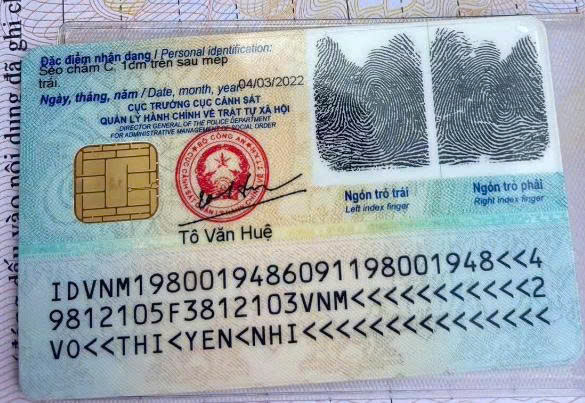 Đặc điểm nhận dạng / Personal identification:
Sẹo chấm C. 1cm trên sau mép
trái.
Ngày, tháng, năm / Date, month, year: 04/03/2022
CỤC TRƯỞNG CỤC CẢNH SÁT
QUẢN LÝ HÀNH CHÍNH VỀ TRẬT TỰ XÃ HỘI
DIRECTOR GENERAL OF THE POLICE DEPARTMENT
FOR ADMINISTRATIVE MANAGEMENT OF SOCIAL ORDER
BỘ CÔNG AN
Tô Văn Huệ
Ngón trỏ trái
Left index finger
Ngón trỏ phải
Right index finger
IDVNM1980019486091198001948<<4
9812105F3812103VNM<<<<<<<<<<<2
VO<<THI<YEN<NHI<<<<<<<<<<<<<<<
vào nội dung đã ghi